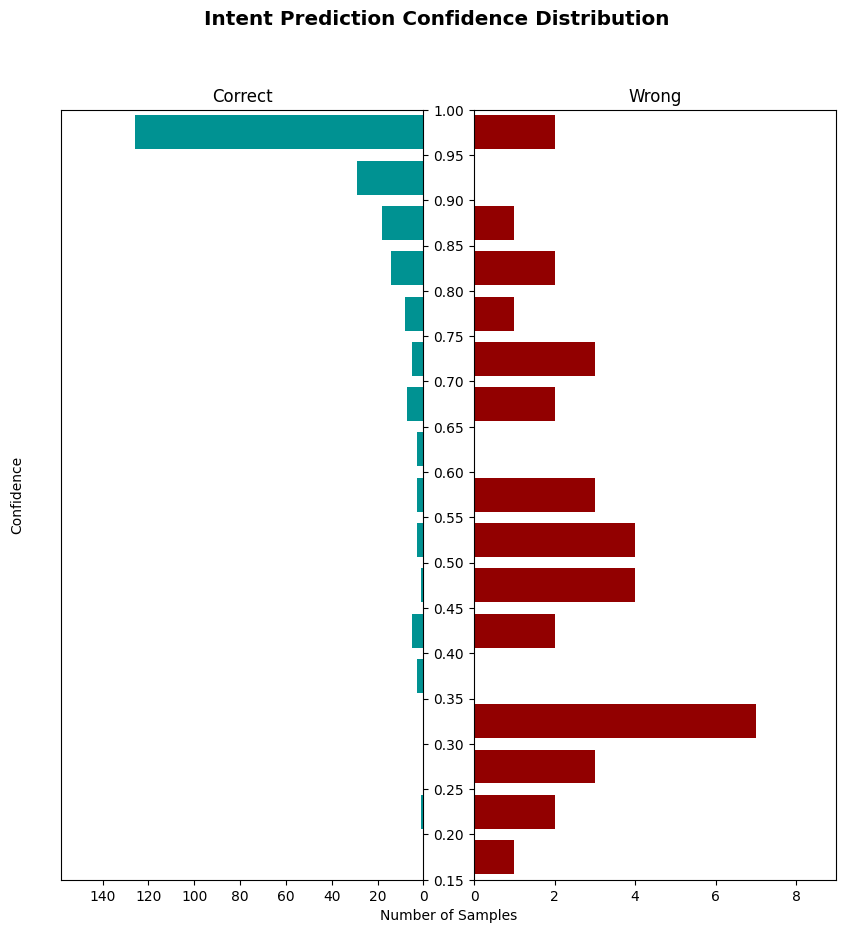 Intent Prediction Confidence Distribution
Correct
Wrong
1.00
0.95
0.90
0.85
0.80
0.75
0.70
0.65
0.60
0.55
0.50
0.45
0.40
0.35
0.30
0.25
0.20
0.15
Confidence
140 120 100 80 60 40 20 0
0 2 4 6 8
Number of Samples